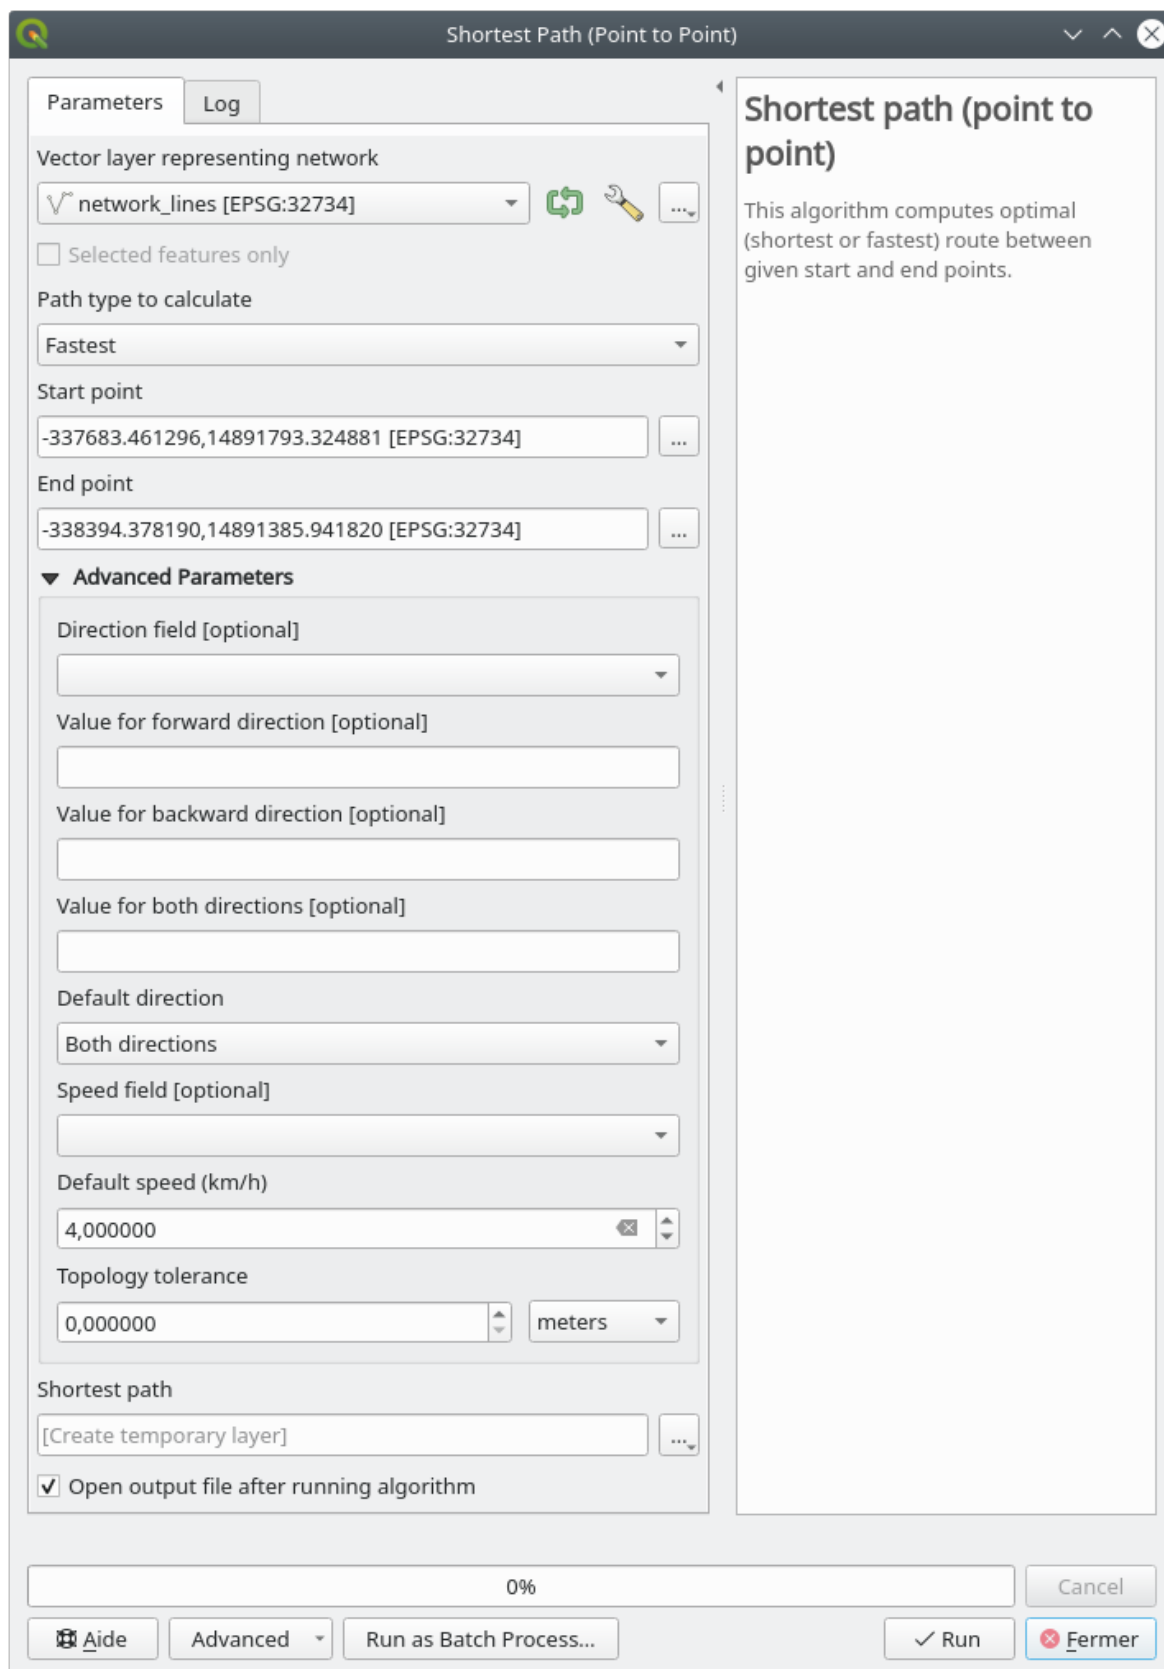 Shortest Path (Point to Point)
Parameters
Log
Vector layer representing network
network_lines [EPSG:32734]
...
Selected features only
Path type to calculate
Fastest
Start point
-337683.461296,14891793.324881 [EPSG:32734]
...
End point
-338394.378190,14891385.941820 [EPSG:32734]
...
Advanced Parameters
Direction field [optional]
Value for forward direction [optional]
Value for backward direction [optional]
Value for both directions [optional]
Default direction
Both directions
Speed field [optional]
Default speed (km/h)
4,000000
Topology tolerance
0,000000
meters
Shortest path
[Create temporary layer]
...
Open output file after running algorithm
Shortest path (point to
point)
This algorithm computes optimal
(shortest or fastest) route between
given start and end points.
0%
Cancel
Aide
Advanced
Run as Batch Process...
Run
Fermer